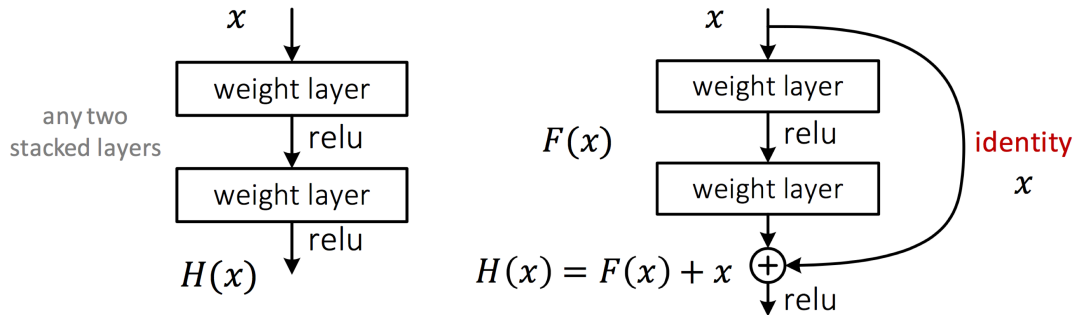 x
weight layer
any two
stacked layers
relu
weight layer
relu
H(x)
x
weight layer
F(x)
relu
identity
x
weight layer
H(x) = F(x) + x
+
relu